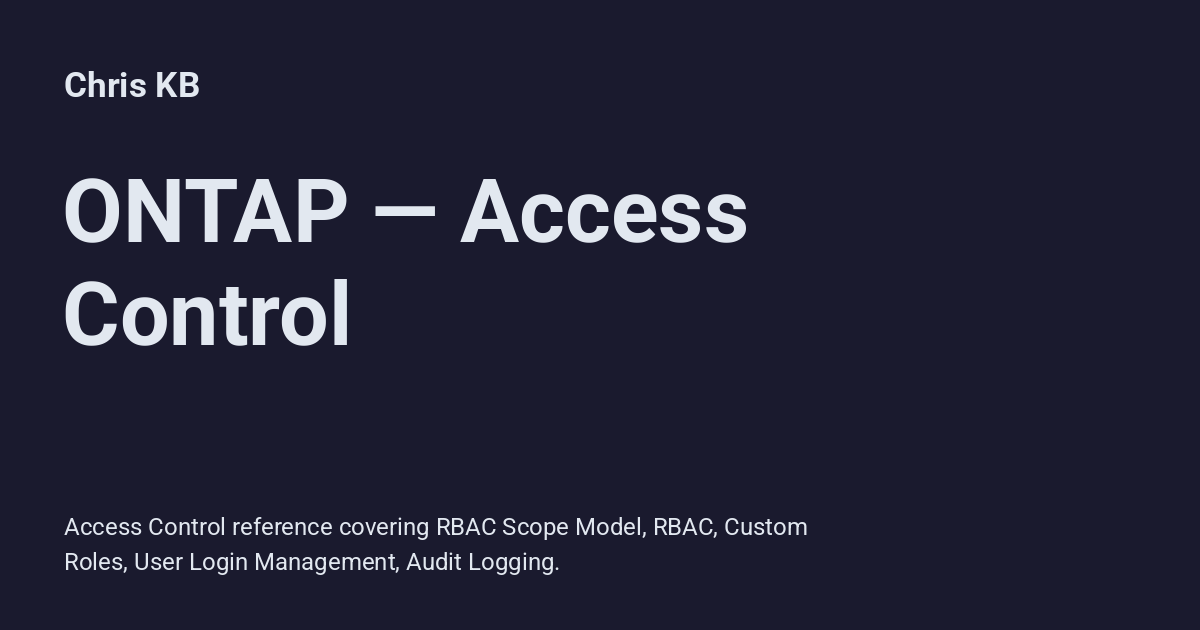 Chris KB
ONTAP — Access
Control
Access Control reference covering RBAC Scope Model, RBAC, Custom
Roles, User Login Management, Audit Logging.